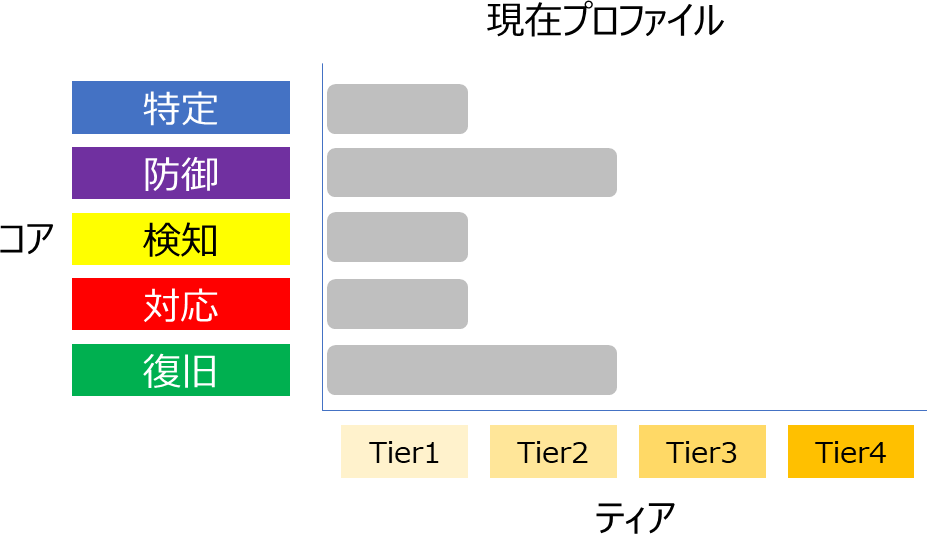 現在プロファイル
特定
防御
コア
検知
対応
復旧
Tier1
Tier2
Tier3
Tier4
ティア